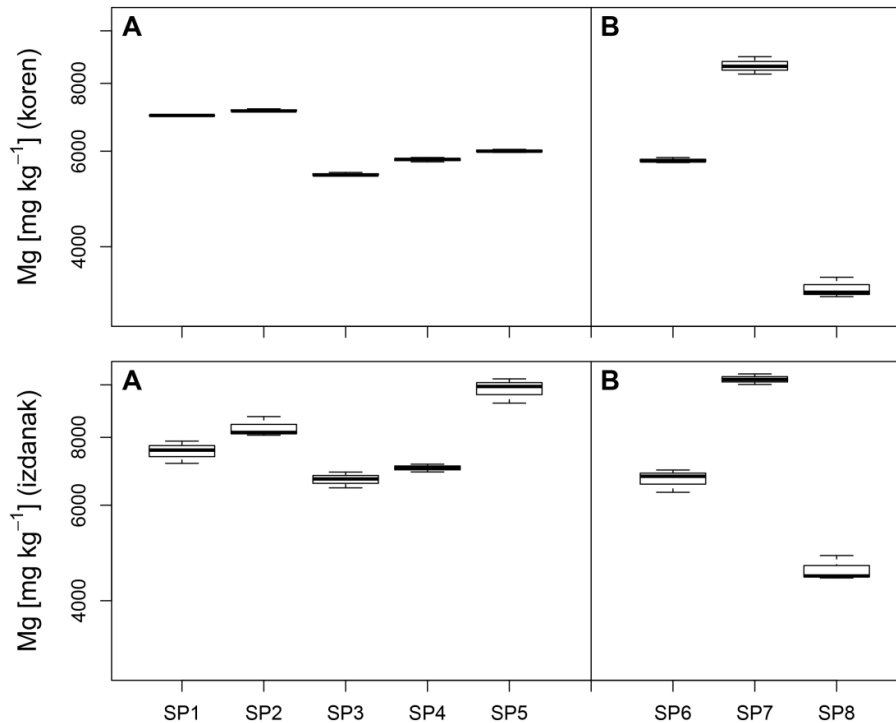 A
B
Mg [mg kg⁻¹] (koren)
8000
6000
4000
A
B
Mg [mg kg⁻¹] (izdanak)
8000
6000
4000
SP1 SP2 SP3 SP4 SP5 SP6 SP7 SP8